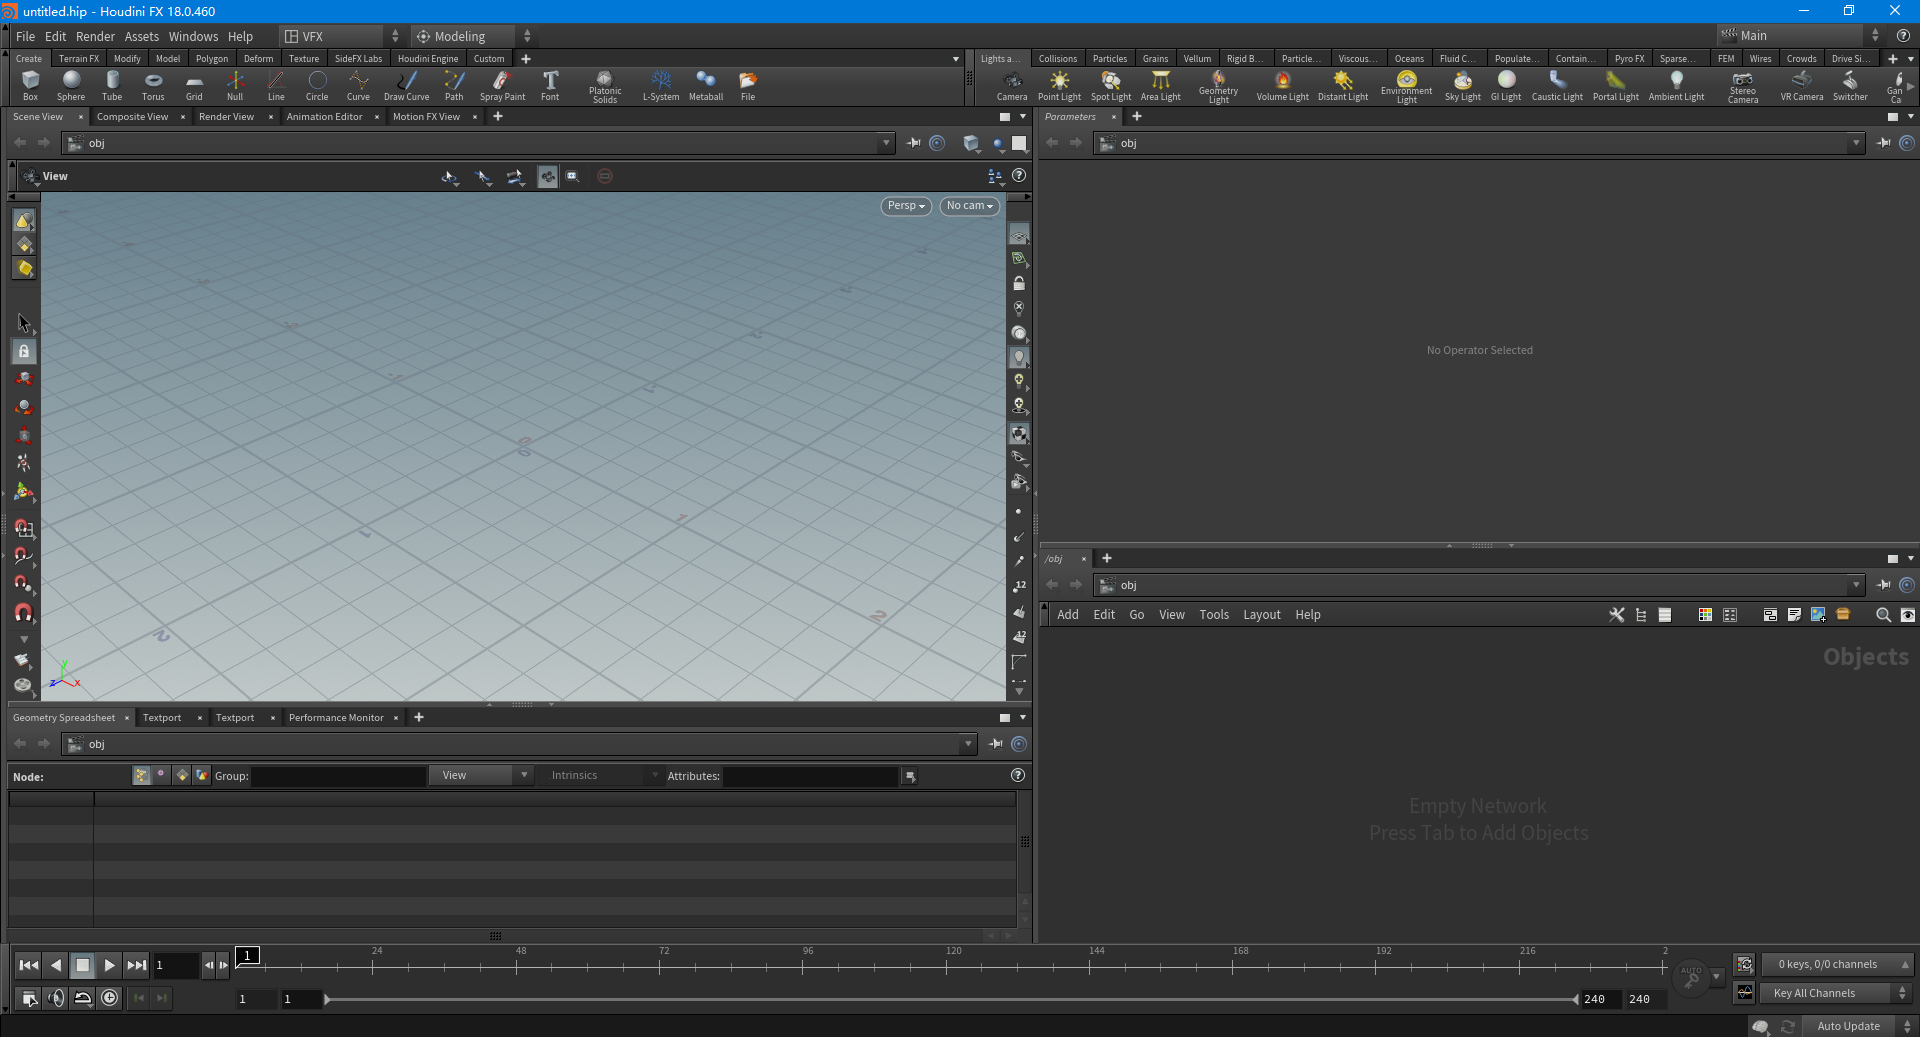 untitled.hip - Houdini FX 18.0.460
File Edit Render Assets Windows Help VFX Modeling Main
Create Terrain FX Modify Model Polygon Deform Texture SideFX Labs Houdini Engine Custom
Lights a... Collisions Particles Grains Vellum Rigid B... Particle... Viscous... Oceans Fluid C... Populate... Contain... Pyro FX Sparse... FEM Wires Crowds Drive Si...
Box Sphere Tube Torus Grid Null Line Circle Curve Draw Curve Path Spray Paint Font Platonic Solids L-System Metaball File
Camera Point Light Spot Light Area Light Geometry Light Volume Light Distant Light Environment Light Sky Light GI Light Caustic Light Portal Light Ambient Light Stereo Camera VR Camera Switcher Gan Ca
Scene View Composite View Render View Animation Editor Motion FX View
obj
View
Persp No cam
0
0
1
1
2
2
y
z x
12
12
Parameters
obj
No Operator Selected
/obj
obj
Add Edit Go View Tools Layout Help
Objects
Empty Network
Press Tab to Add Objects
Geometry Spreadsheet Textport Textport Performance Monitor
obj
Node: Group: View Intrinsics Attributes:
1
1 24 48 72 96 120 144 168 192 216 2
AUTO
0 keys, 0/0 channels
1 1 240 240
Key All Channels
Auto Update